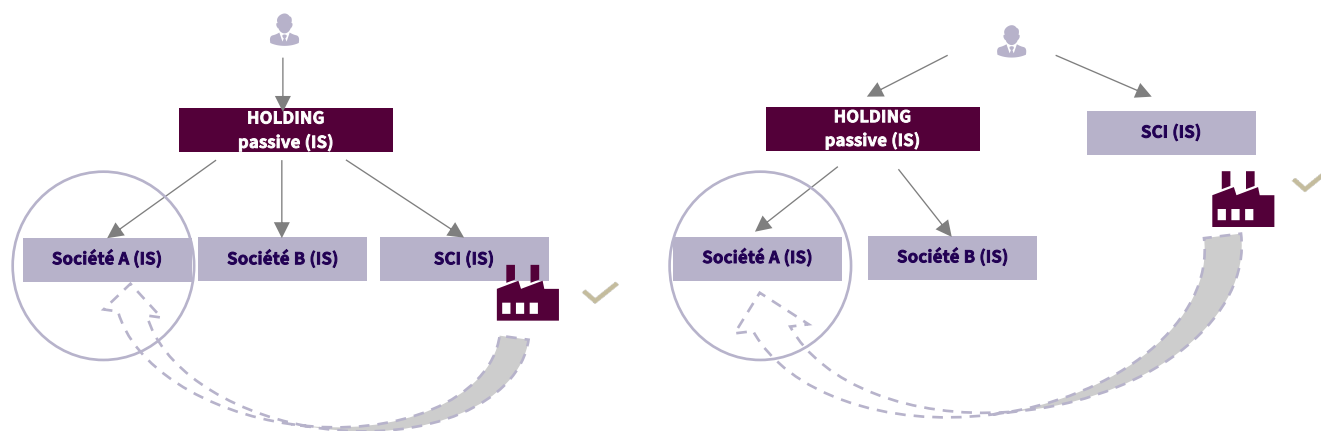 HOLDING
passive (IS)
Société A (IS)
Société B (IS)
SCI (IS)
HOLDING
passive (IS)
SCI (IS)
Société A (IS)
Société B (IS)